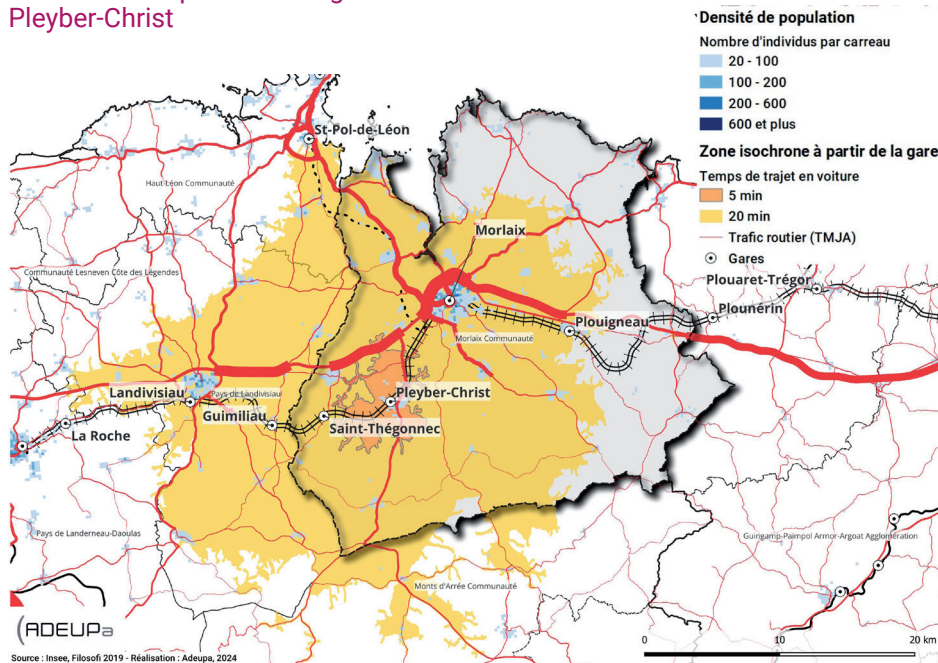 Pleyber-Christ
Densité de population
Nombre d'individus par carreau
20 - 100
100 - 200
200 - 600
600 et plus
Zone isochrone à partir de la gare
Temps de trajet en voiture
5 min
20 min
Trafic routier (TMJA)
Gares
St-Pol-de-Léon
Haut-Léon Communauté
Morlaix
Communauté Lesneven Côte des Légendes
Plouaret-Trégor
Plounérin
Plouigneau
Morlaix Communauté
Landivisiau
Pays de Landivisiau
Pleyber-Christ
Guimiliau
Saint-Thégonnec
La Roche
Pays de Landerneau-Daoulas
Guingamp-Paimpol Armor-Argoat Agglomération
Monts d'Arrée Communauté
ADEUPa
0 10 20 km
Source : Insee, Filosofi 2019 - Réalisation : Adeupa, 2024